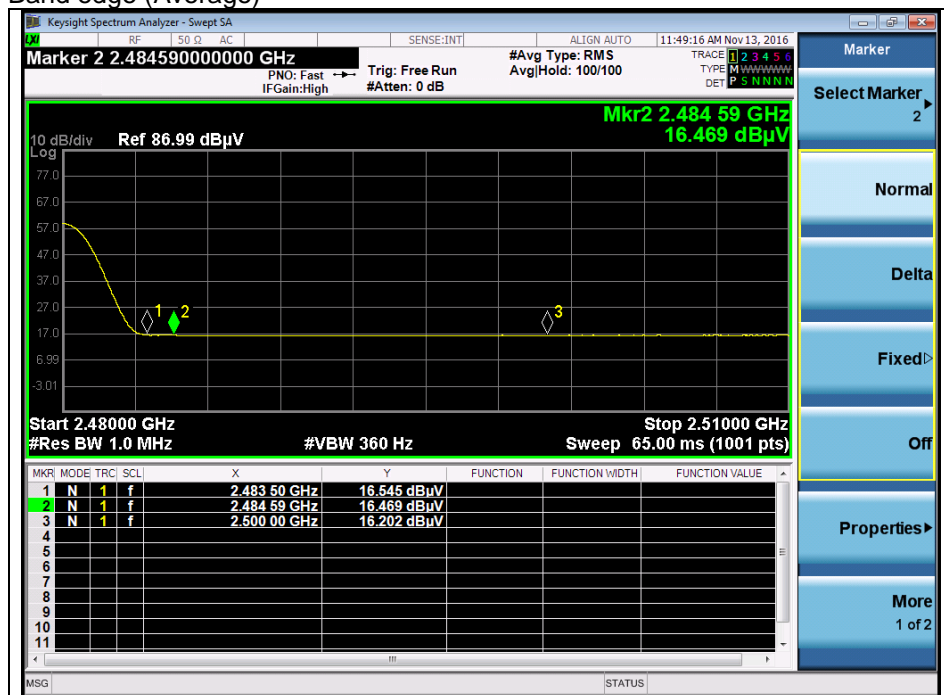 Band edge (Average)
Keysight Spectrum Analyzer - Swept SA
LXI RF 50 Ω AC SENSE:INT ALIGN AUTO 11:49:16 AM Nov 13, 2016
Marker 2 2.484590000000 GHz
PNO: Fast
IFGain:High
Trig: Free Run
#Atten: 0 dB
#Avg Type: RMS
Avg|Hold: 100/100
TRACE 1 2 3 4 5 6
TYPE M WWWWW
DET P S N N N N
Mkr2 2.484 59 GHz
16.469 dBµV
10 dB/div Ref 86.99 dBµV
Log
77.0
67.0
57.0
47.0
37.0
27.0
17.0
6.99
-3.01
1 2 3
Start 2.48000 GHz Stop 2.51000 GHz
#Res BW 1.0 MHz #VBW 360 Hz Sweep 65.00 ms (1001 pts)
MKR MODE TRC SCL X Y FUNCTION FUNCTION WIDTH FUNCTION VALUE
1 N 1 f 2.483 50 GHz 16.545 dBµV
2 N 1 f 2.484 59 GHz 16.469 dBµV
3 N 1 f 2.500 00 GHz 16.202 dBµV
4
5
6
7
8
9
10
11
MSG STATUS
Marker
Select Marker
2
Normal
Delta
Fixed
Off
Properties
More
1 of 2